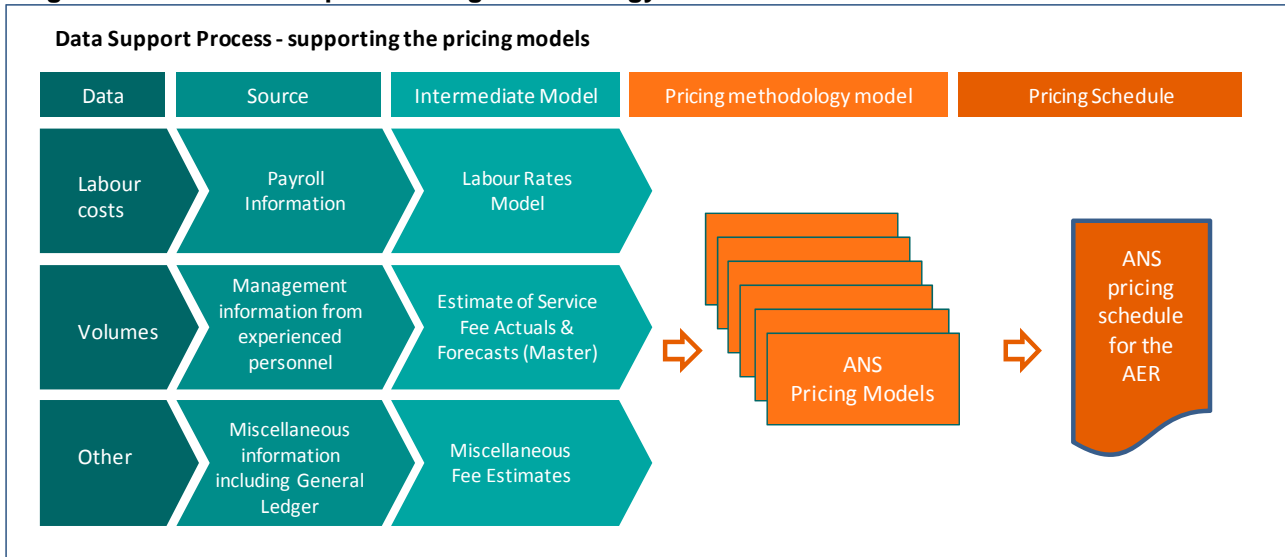 Data Support Process - supporting the pricing models
Data
Source
Intermediate Model
Pricing methodology model
Pricing Schedule
Labour
costs
Payroll
Information
Labour Rates
Model
Volumes
Management
information from
experienced
personnel
Estimate of Service
Fee Actuals &
Forecasts (Master)
Other
Miscellaneous
information
including General
Ledger
Miscellaneous
Fee Estimates
ANS
Pricing Models
ANS
pricing
schedule
for the
AER